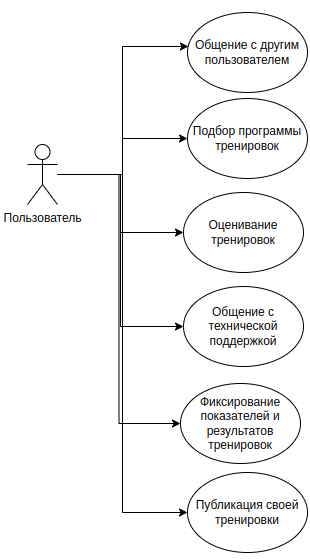 Общение с другим
пользователем
Подбор программы
тренировок
Пользователь
Оценивание
тренировок
Общение с
технической
поддержкой
Фиксирование
показателей и
результатов
тренировок
Публикация своей
тренировки